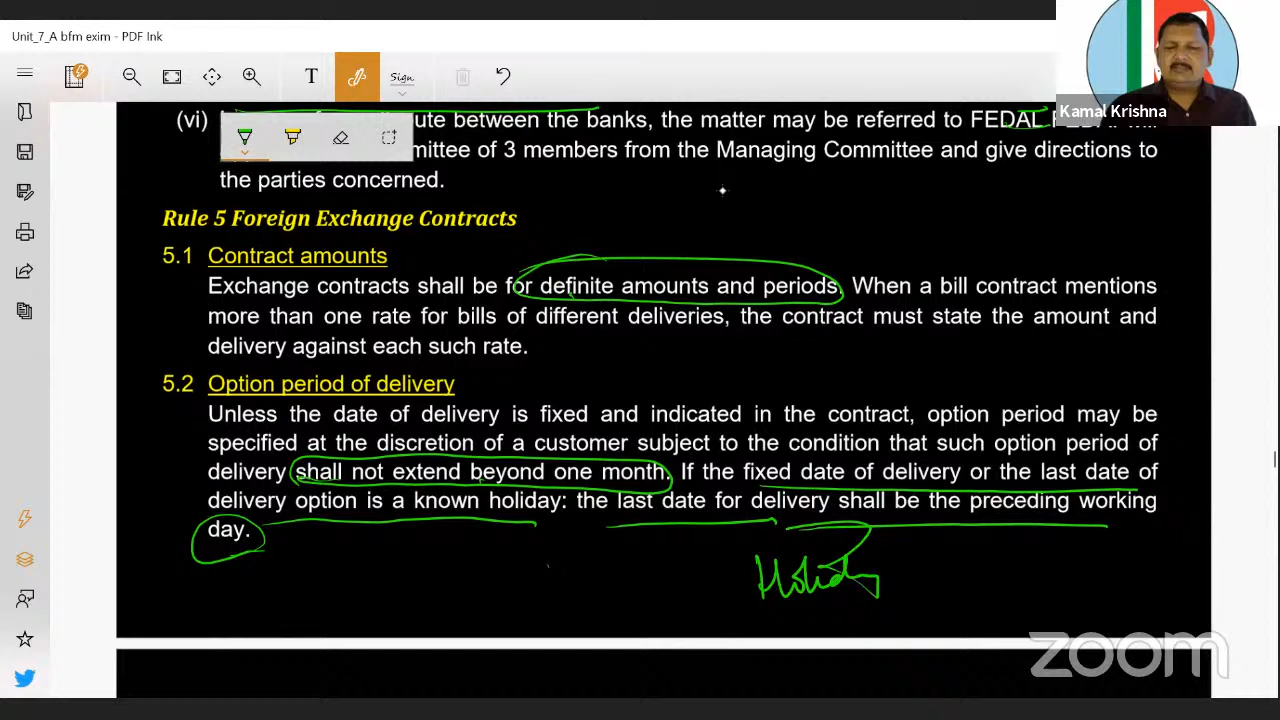 Unit_7_A bfm exim - PDF Ink
T
Sign
Kamal Krishna
(vi) ute between the banks, the matter may be referred to FEDAI.
mittee of 3 members from the Managing Committee and give directions to
the parties concerned.
Rule 5 Foreign Exchange Contracts
5.1 Contract amounts
Exchange contracts shall be for definite amounts and periods. When a bill contract mentions
more than one rate for bills of different deliveries, the contract must state the amount and
delivery against each such rate.
5.2 Option period of delivery
Unless the date of delivery is fixed and indicated in the contract, option period may be
specified at the discretion of a customer subject to the condition that such option period of
delivery shall not extend beyond one month. If the fixed date of delivery or the last date of
delivery option is a known holiday: the last date for delivery shall be the preceding working
day.
Holiday
zoom